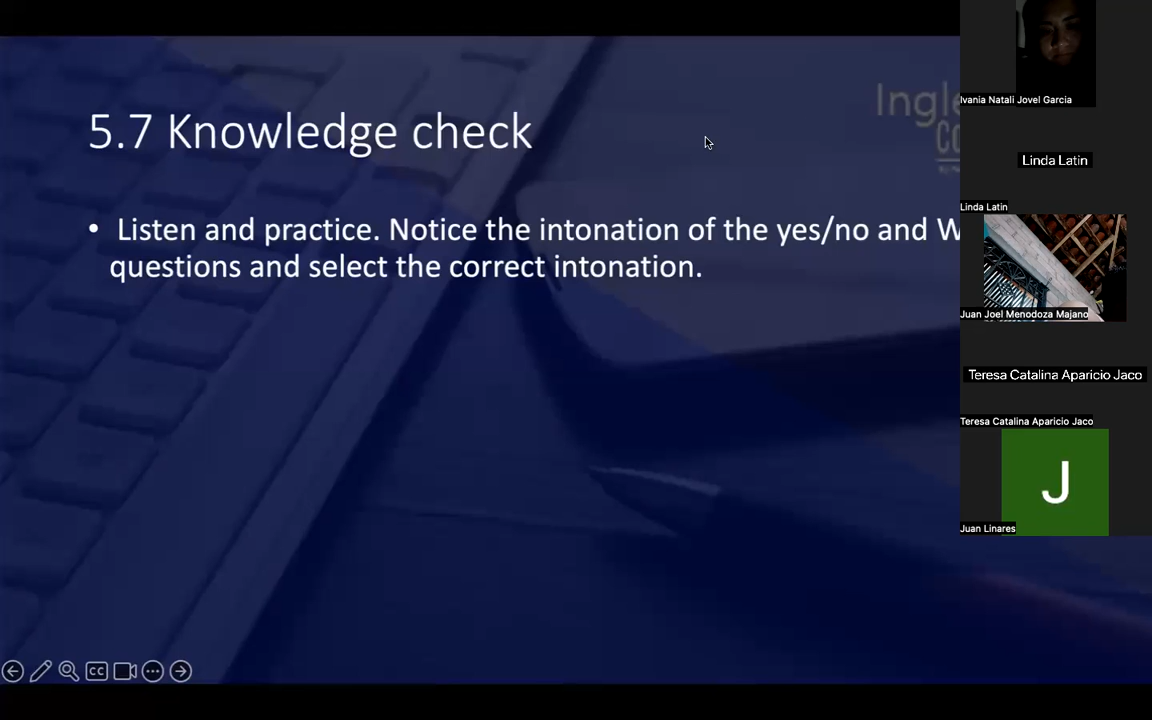 5.7 Knowledge check
• Listen and practice. Notice the intonation of the yes/no and W
questions and select the correct intonation.
Ingle
CC
Ivania Natali Jovel Garcia
Linda Latin
Linda Latin
Juan Joel Menodoza Majano
Teresa Catalina Aparicio Jaco
Teresa Catalina Aparicio Jaco
J
Juan Linares